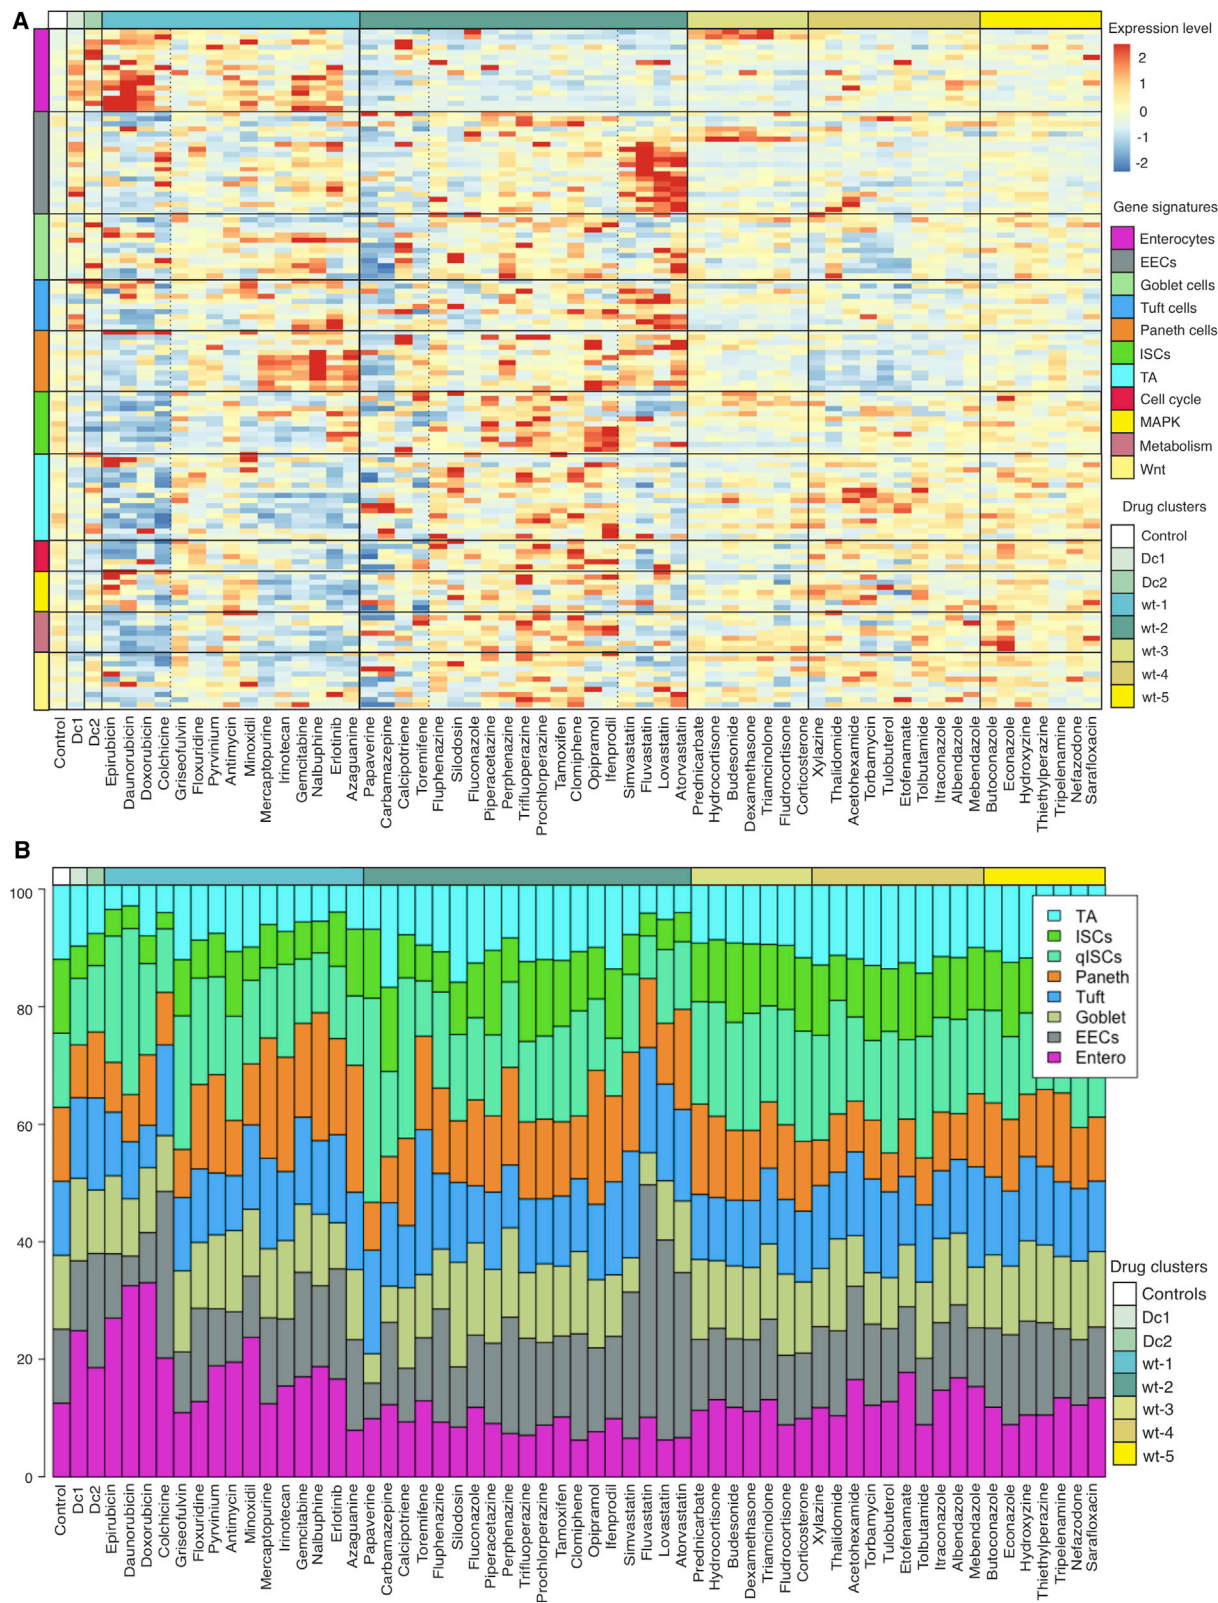 A
Expression level
2
1
0
-1
-2
Gene signatures
Enterocytes
EECs
Goblet cells
Tuft cells
Paneth cells
ISCs
TA
Cell cycle
MAPK
Metabolism
Wnt
Drug clusters
Control
Dc1
Dc2
wt-1
wt-2
wt-3
wt-4
wt-5
Control
Dc1
Dc2
Epirubicin
Daunorubicin
Doxorubicin
Colchicine
Griseofulvin
Floxuridine
Pyrvinium
Antimycin
Minoxidil
Mercaptopurine
Irinotecan
Gemcitabine
Nalbuphine
Erlotinib
Azaguanine
Papaverine
Carbamazepine
Calcipotriene
Toremifene
Fluphenazine
Silodosin
Fluconazole
Piperacetazine
Perphenazine
Trifluoperazine
Prochlorperazine
Tamoxifen
Clomiphene
Opipramol
Ifenprodil
Simvastatin
Fluvastatin
Lovastatin
Atorvastatin
Prednicarbate
Hydrocortisone
Budesonide
Dexamethasone
Triamcinolone
Fludrocortisone
Corticosterone
Xylazine
Thalidomide
Acetohexamide
Torbamycin
Tulobuterol
Etofenamate
Tolbutamide
Itraconazole
Albendazole
Mebendazole
Butoconazole
Econazole
Hydroxyzine
Thiethylperazine
Tripelenamine
Nefazodone
Sarafloxacin
B
100
80
60
40
20
0
TA
ISCs
qISCs
Paneth
Tuft
Goblet
EECs
Entero
Drug clusters
Controls
Dc1
Dc2
wt-1
wt-2
wt-3
wt-4
wt-5
Control
Dc1
Dc2
Epirubicin
Daunorubicin
Doxorubicin
Colchicine
Griseofulvin
Floxuridine
Pyrvinium
Antimycin
Minoxidil
Mercaptopurine
Irinotecan
Gemcitabine
Nalbuphine
Erlotinib
Azaguanine
Papaverine
Carbamazepine
Calcipotriene
Toremifene
Fluphenazine
Silodosin
Fluconazole
Piperacetazine
Perphenazine
Trifluoperazine
Prochlorperazine
Tamoxifen
Clomiphene
Opipramol
Ifenprodil
Simvastatin
Fluvastatin
Lovastatin
Atorvastatin
Prednicarbate
Hydrocortisone
Budesonide
Dexamethasone
Triamcinolone
Fludrocortisone
Corticosterone
Xylazine
Thalidomide
Acetohexamide
Torbamycin
Tulobuterol
Etofenamate
Tolbutamide
Itraconazole
Albendazole
Mebendazole
Butoconazole
Econazole
Hydroxyzine
Thiethylperazine
Tripelenamine
Nefazodone
Sarafloxacin